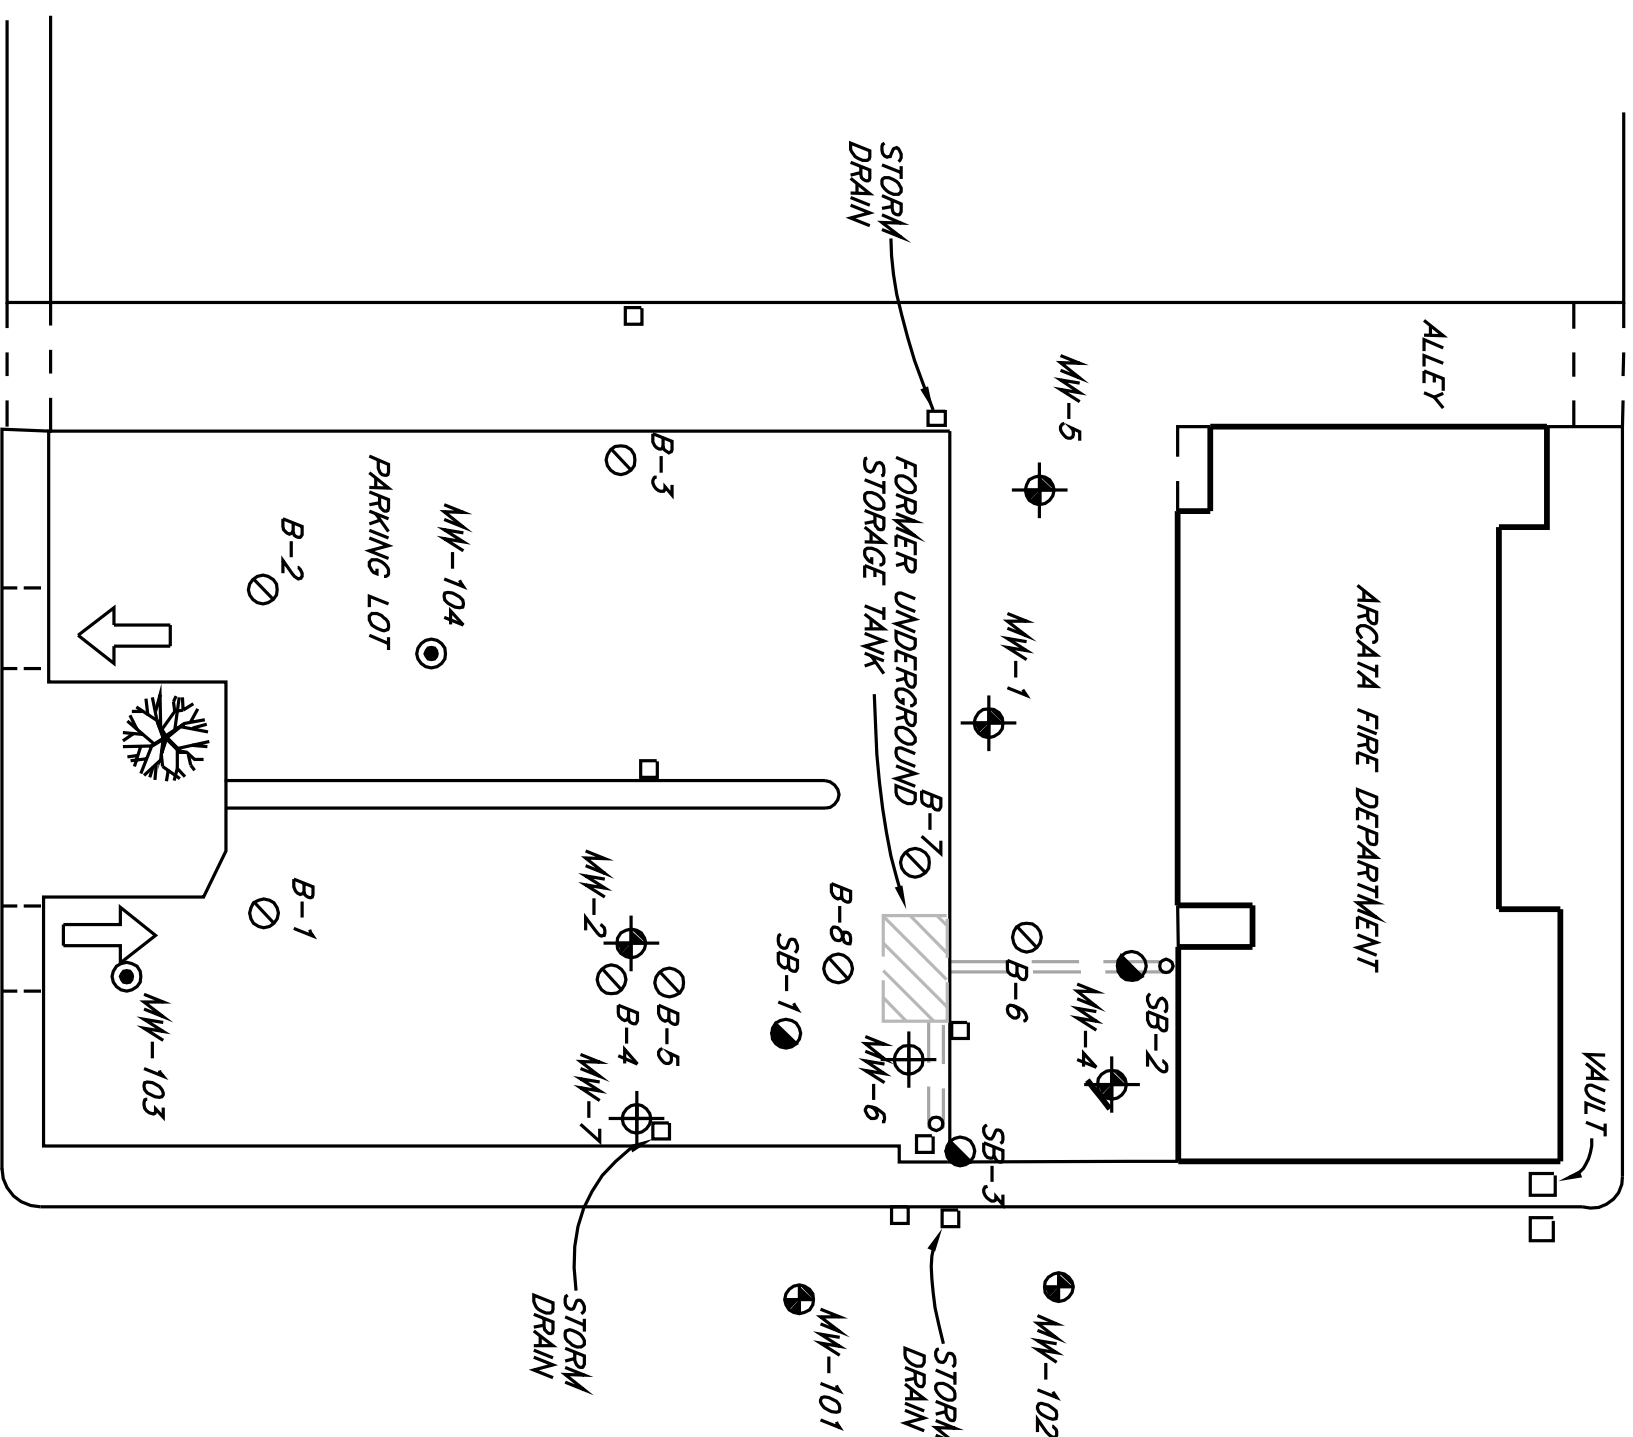 STORM
DRAIN
ALLEY
MW-5
B-3
FORMER UNDERGROUND
STORAGE TANK
PARKING LOT
MW-104
B-2
MW-1
ARCATA FIRE DEPARTMENT
B-7
MW-2
B-8
SB-1
B-1
B-6
MW-4
SB-2
B-4
B-5
MW-7
MW-6
MW-103
SB-3
VAULT
STORM
DRAIN
MW-101
STORM
DRAIN
MW-102